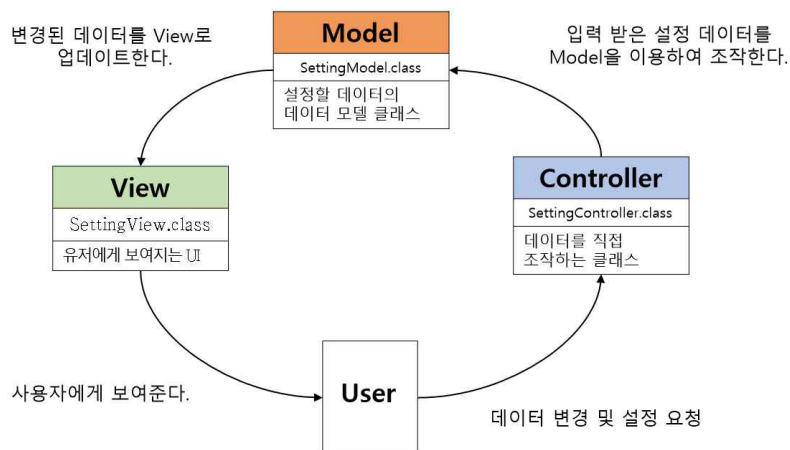 변경된 데이터를 View로
업데이트한다.
Model
SettingModel.class
설정할 데이터의
데이터 모델 클래스
입력 받은 설정 데이터를
Model을 이용하여 조작한다.
View
SettingView.class
유저에게 보여지는 UI
Controller
SettingController.class
데이터를 직접
조작하는 클래스
사용자에게 보여준다.
User
데이터 변경 및 설정 요청